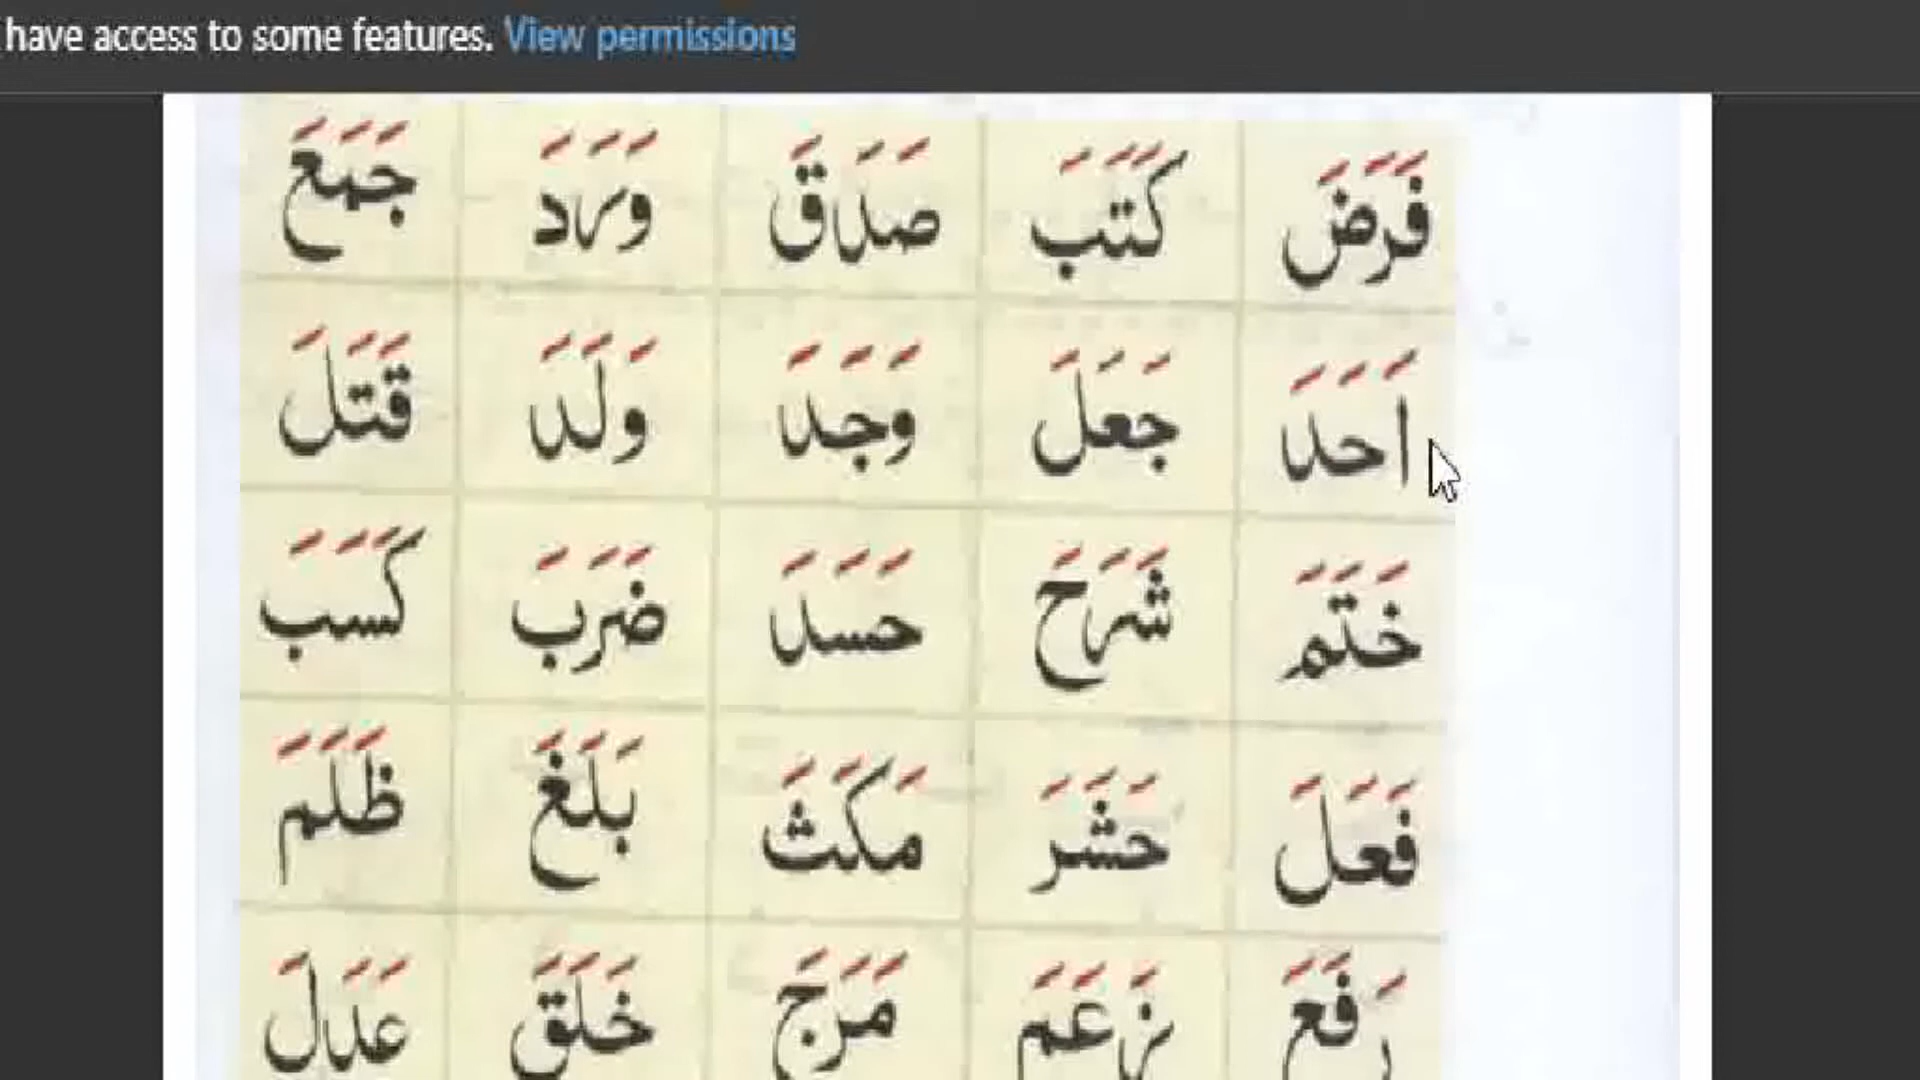 have access to some features. View permissions
فَرَضَ كَتَبَ صَدَقَ وَرَدَ جَمَعَ
اَحَدَ جَعَلَ وَجَدَ وَلَدَ قَتَلَ
خَتَمَ شَرَحَ حَسَدَ ضَرَبَ كَسَبَ
فَعَلَ حَشَرَ مَكَثَ بَلَغَ ظَلَمَ
رَفَعَ زَعَمَ مَرَجَ خَلَقَ عَدَلَ